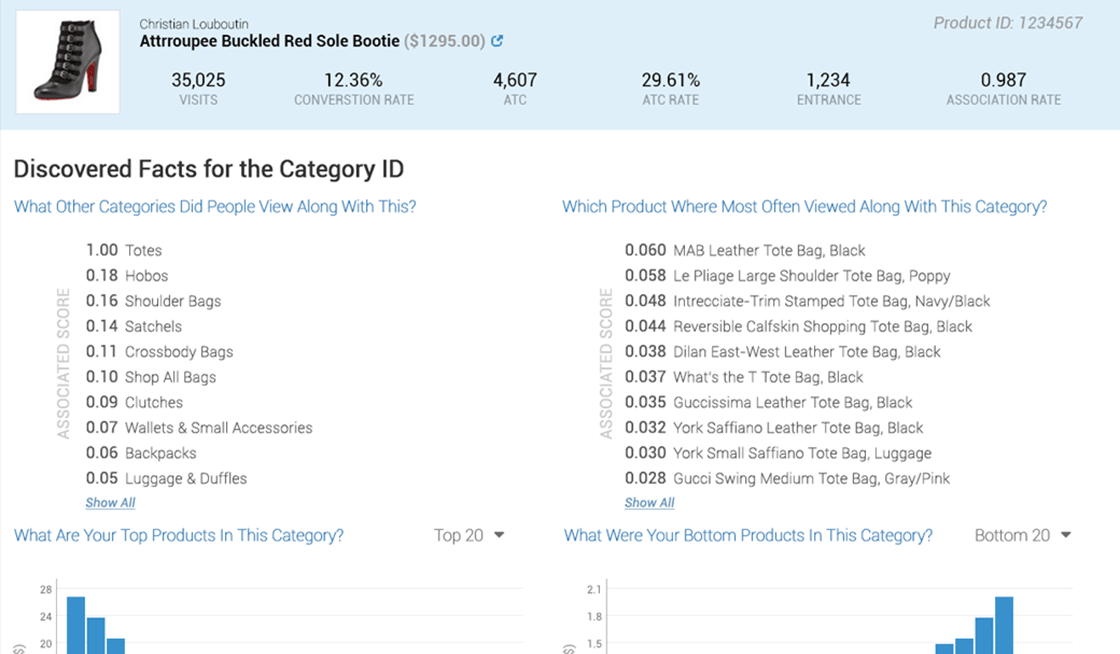 Christian Louboutin
Product ID: 1234567
Attrroupee Buckled Red Sole Bootie ($1295.00)
35,025
12.36%
4,607
29.61%
1,234
0.987
VISITS
CONVERSTION RATE
ATC
ATC RATE
ENTRANCE
ASSOCIATION RATE
Discovered Facts for the Category ID
What Other Categories Did People View Along With This?
ASSOCIATED SCORE
1.00 Totes
0.18 Hobos
0.16 Shoulder Bags
0.14 Satchels
0.11 Crossbody Bags
0.10 Shop All Bags
0.09 Clutches
0.07 Wallets & Small Accessories
0.06 Backpacks
0.05 Luggage & Duffles
Show All
Which Product Where Most Often Viewed Along With This Category?
ASSOCIATED SCORE
0.060 MAB Leather Tote Bag, Black
0.058 Le Pliage Large Shoulder Tote Bag, Poppy
0.048 Intrecciate-Trim Stamped Tote Bag, Navy/Black
0.044 Reversible Calfskin Shopping Tote Bag, Black
0.038 Dilan East-West Leather Tote Bag, Black
0.037 What's the T Tote Bag, Black
0.035 Guccissima Leather Tote Bag, Black
0.032 York Saffiano Leather Tote Bag, Black
0.030 York Small Saffiano Tote Bag, Luggage
0.028 Gucci Swing Medium Tote Bag, Gray/Pink
Show All
What Are Your Top Products In This Category?
Top 20
28
24
20
What Were Your Bottom Products In This Category?
Bottom 20
2.1
1.8
1.5